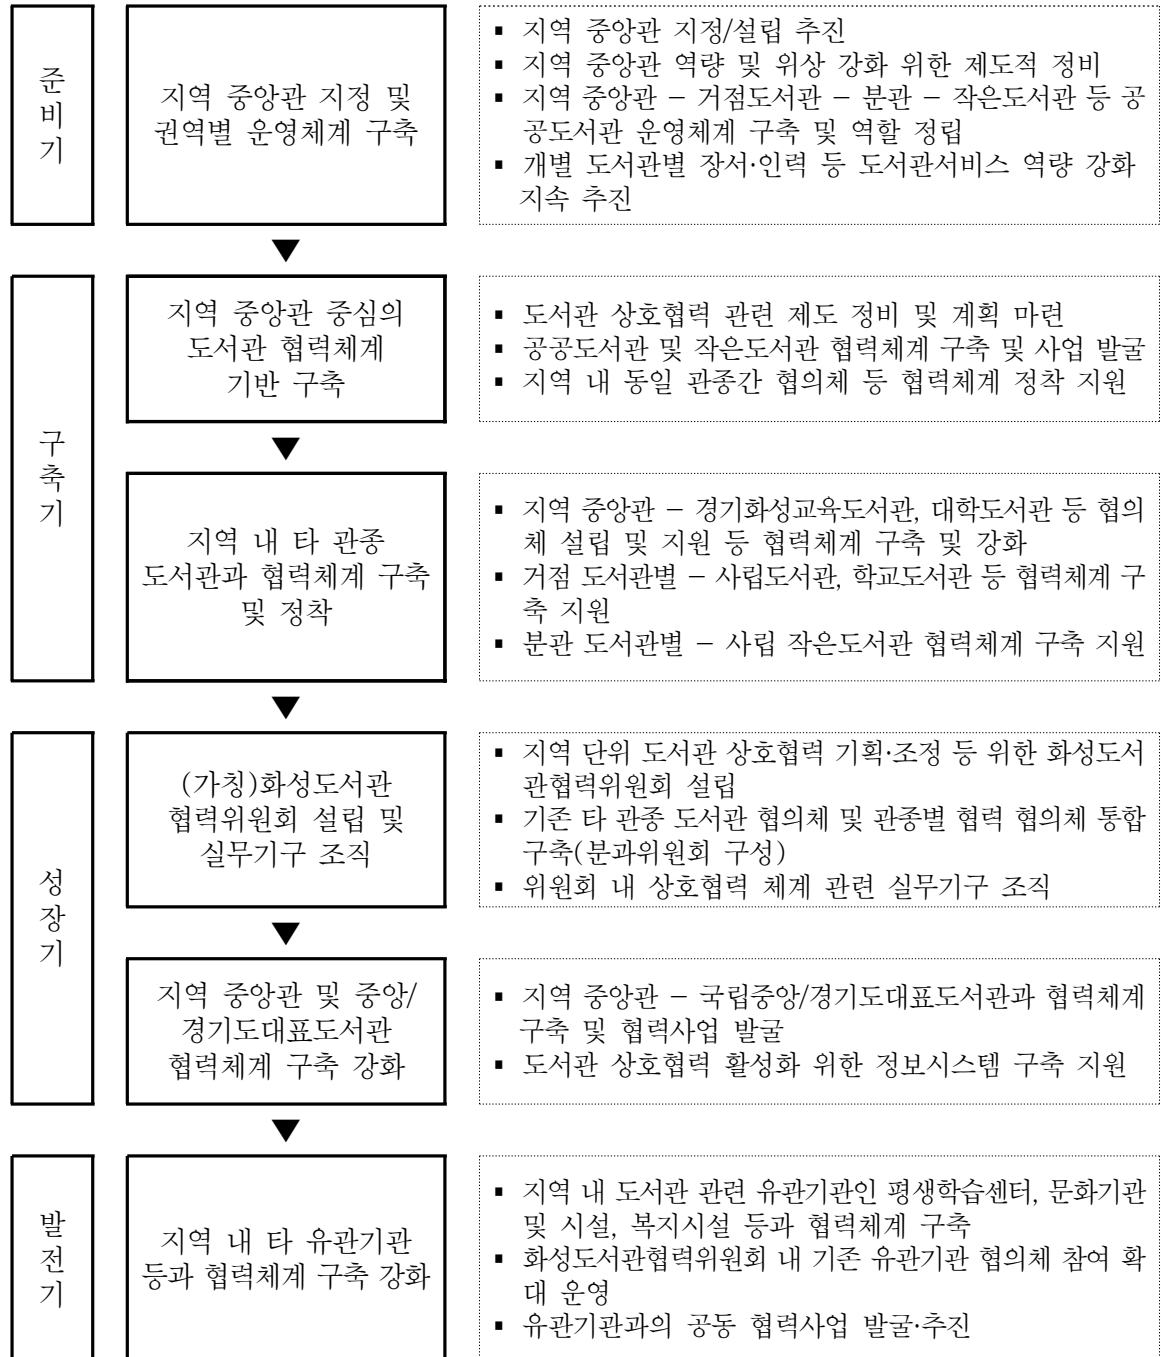 준
비
기
지역 중앙관 지정 및
권역별 운영체계 구축
▪ 지역 중앙관 지정/설립 추진
▪ 지역 중앙관 역량 및 위상 강화 위한 제도적 정비
▪ 지역 중앙관 – 거점도서관 – 분관 – 작은도서관 등 공
공도서관 운영체계 구축 및 역할 정립
▪ 개별 도서관별 장서·인력 등 도서관서비스 역량 강화
지속 추진
▼
구
축
기
지역 중앙관 중심의
도서관 협력체계
기반 구축
▪ 도서관 상호협력 관련 제도 정비 및 계획 마련
▪ 공공도서관 및 작은도서관 협력체계 구축 및 사업 발굴
▪ 지역 내 동일 관종간 협의체 등 협력체계 정착 지원
▼
지역 내 타 관종
도서관과 협력체계 구축
및 정착
▪ 지역 중앙관 – 경기화성교육도서관, 대학도서관 등 협의
체 설립 및 지원 등 협력체계 구축 및 강화
▪ 거점 도서관별 – 사립도서관, 학교도서관 등 협력체계 구
축 지원
▪ 분관 도서관별 – 사립 작은도서관 협력체계 구축 지원
▼
성
장
기
(가칭)화성도서관
협력위원회 설립 및
실무기구 조직
▪ 지역 단위 도서관 상호협력 기획·조정 등 위한 화성도서
관협력위원회 설립
▪ 기존 타 관종 도서관 협의체 및 관종별 협력 협의체 통합
구축(분과위원회 구성)
▪ 위원회 내 상호협력 체계 관련 실무기구 조직
▼
지역 중앙관 및 중앙/
경기도대표도서관
협력체계 구축 강화
▪ 지역 중앙관 – 국립중앙/경기도대표도서관과 협력체계
구축 및 협력사업 발굴
▪ 도서관 상호협력 활성화 위한 정보시스템 구축 지원
▼
발
전
기
지역 내 타 유관기관
등과 협력체계 구축 강화
▪ 지역 내 도서관 관련 유관기관인 평생학습센터, 문화기관
및 시설, 복지시설 등과 협력체계 구축
▪ 화성도서관협력위원회 내 기존 유관기관 협의체 참여 확
대 운영
▪ 유관기관과의 공동 협력사업 발굴·추진